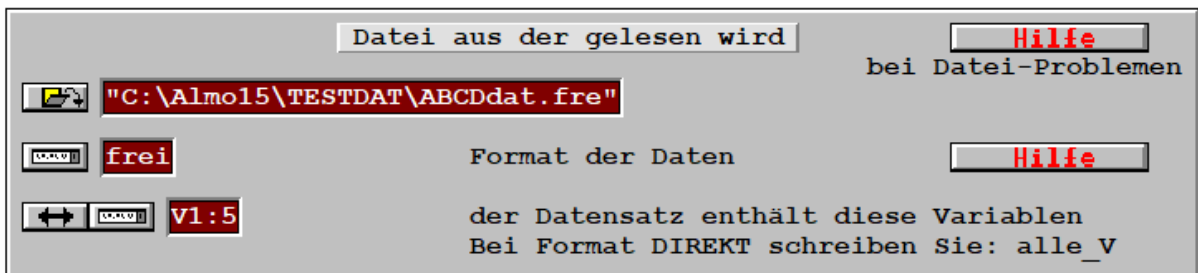 Datei aus der gelesen wird
Hilfe
bei Datei-Problemen
"C:\Almo15\TESTDAT\ABCDdat.fre"
frei
Format der Daten
Hilfe
V1:5
der Datensatz enthält diese Variablen
Bei Format DIREKT schreiben Sie: alle_V